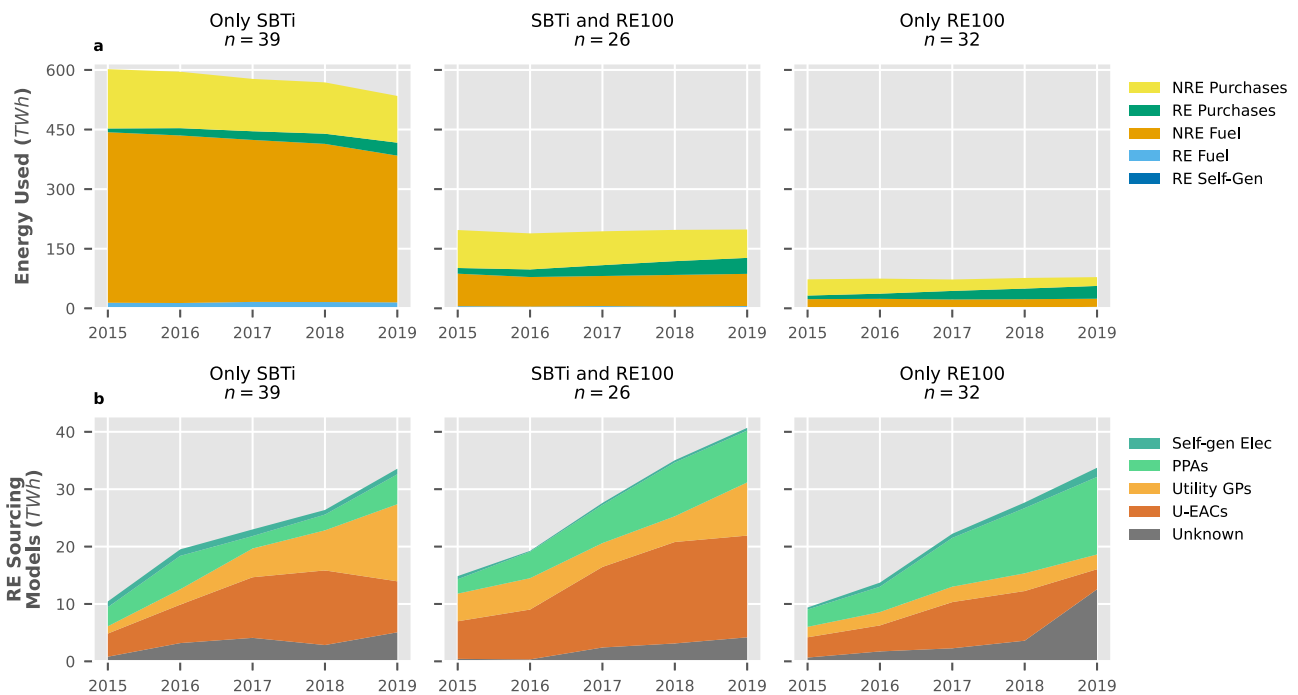 Only SBTi
n = 39
SBTi and RE100
n = 26
Only RE100
n = 32
a
Energy Used (TWh)
600
450
300
150
0
2015 2016 2017 2018 2019
2015 2016 2017 2018 2019
2015 2016 2017 2018 2019
NRE Purchases
RE Purchases
NRE Fuel
RE Fuel
RE Self-Gen
Only SBTi
n = 39
SBTi and RE100
n = 26
Only RE100
n = 32
b
RE Sourcing
Models (TWh)
40
30
20
10
0
2015 2016 2017 2018 2019
2015 2016 2017 2018 2019
2015 2016 2017 2018 2019
Self-gen Elec
PPAs
Utility GPs
U-EACs
Unknown